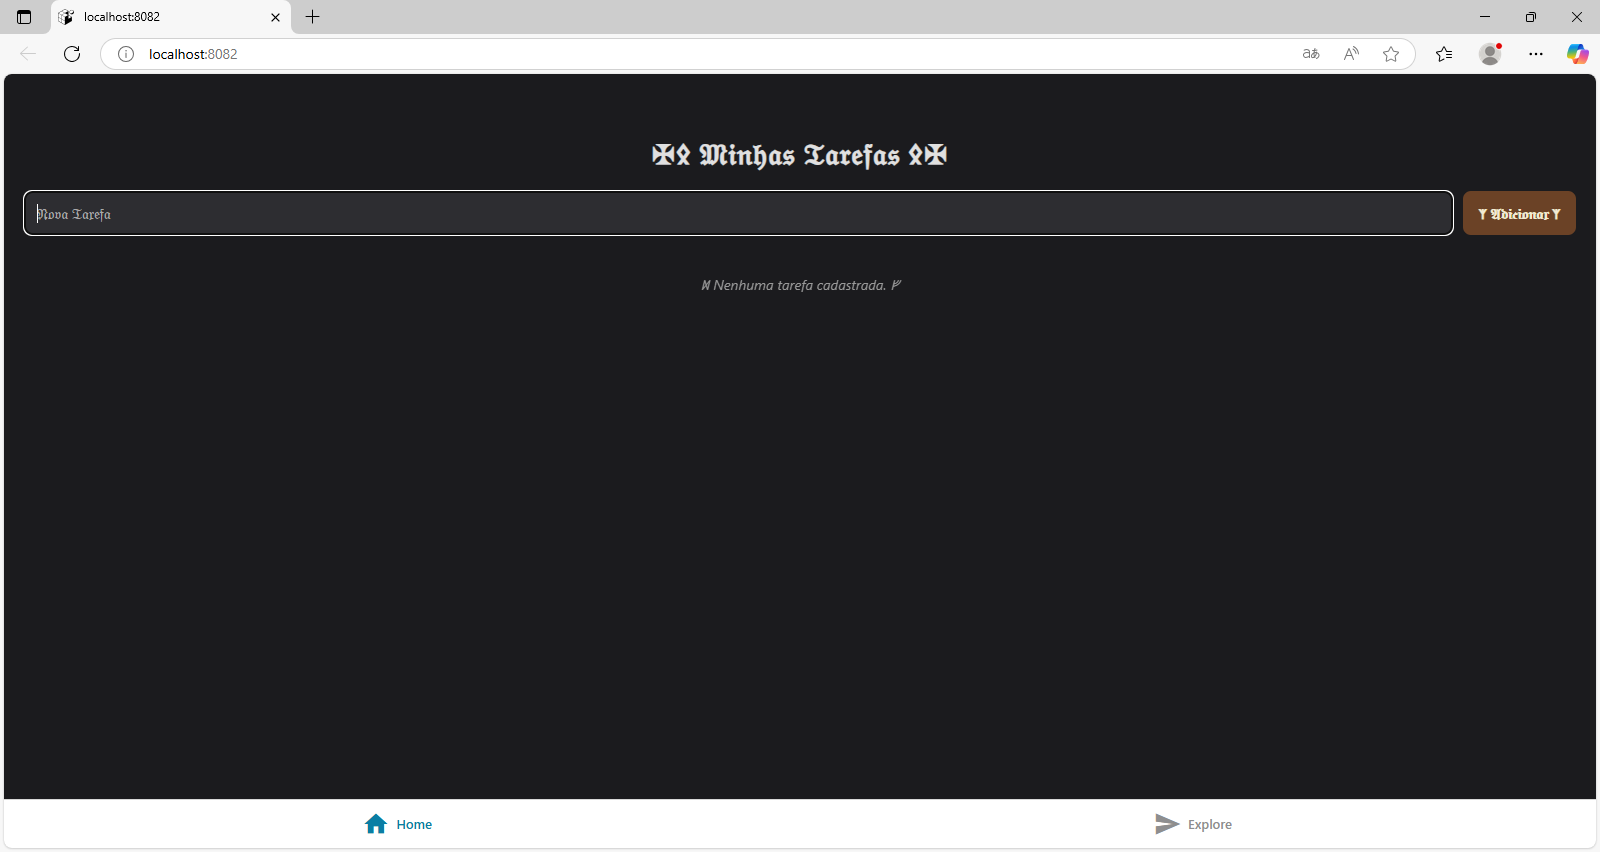 localhost:8082
localhost:8082
✠ᛟ 𝕸𝖎𝖓𝖍𝖆𝖘 𝕿𝖆𝖗𝖊𝖋𝖆𝖘 ᛟ✠
𝔑𝔬𝔳𝔞 𝔗𝔞𝔯𝔢𝔣𝔞
𝕬𝖉𝖎𝖈𝖎𝖔𝖓𝖆𝖗
Nenhuma tarefa cadastrada.
Home
Explore